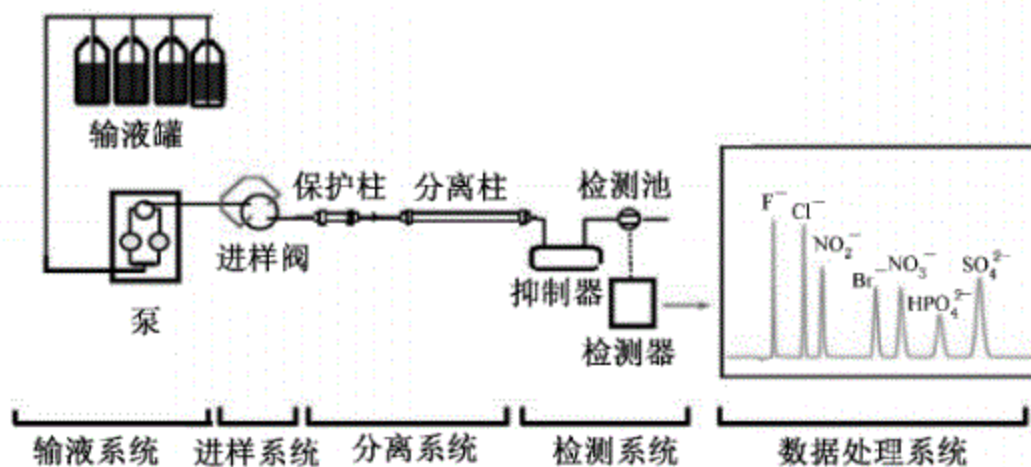 输液罐
泵
进样阀
保护柱
分离柱
抑制器
检测池
检测器
F⁻
Cl⁻
NO₂⁻
Br⁻
NO₃⁻
HPO₄²⁻
SO₄²⁻
输液系统
进样系统
分离系统
检测系统
数据处理系统